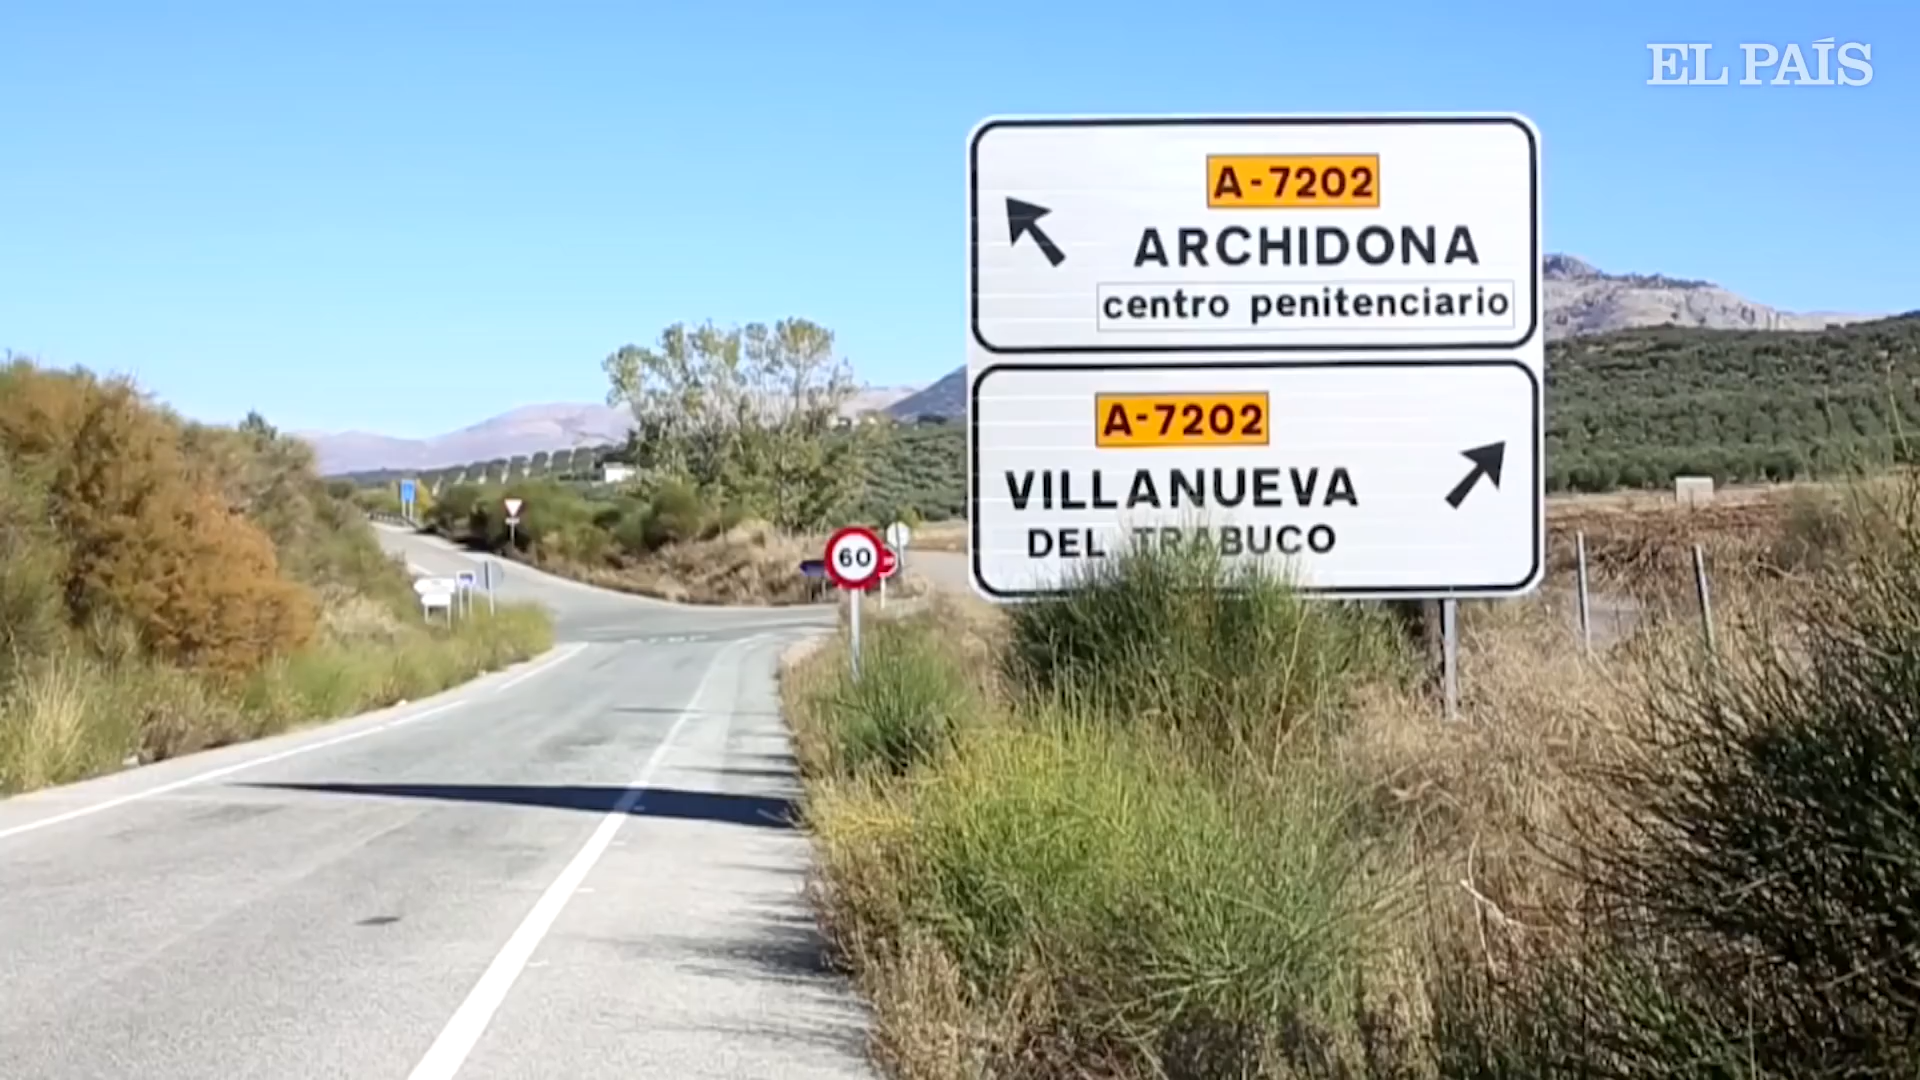 EL PAÍS
A-7202
ARCHIDONA
centro penitenciario
A-7202
VILLANUEVA
DEL TRABUCO
60